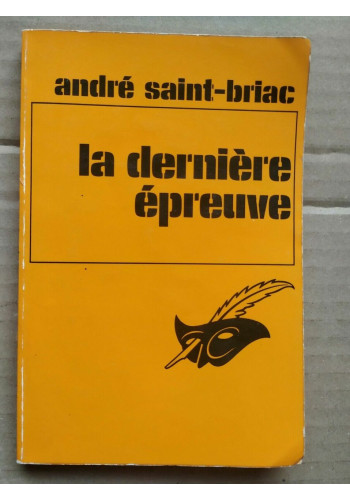 andré saint-briac
la dernière
épreuve